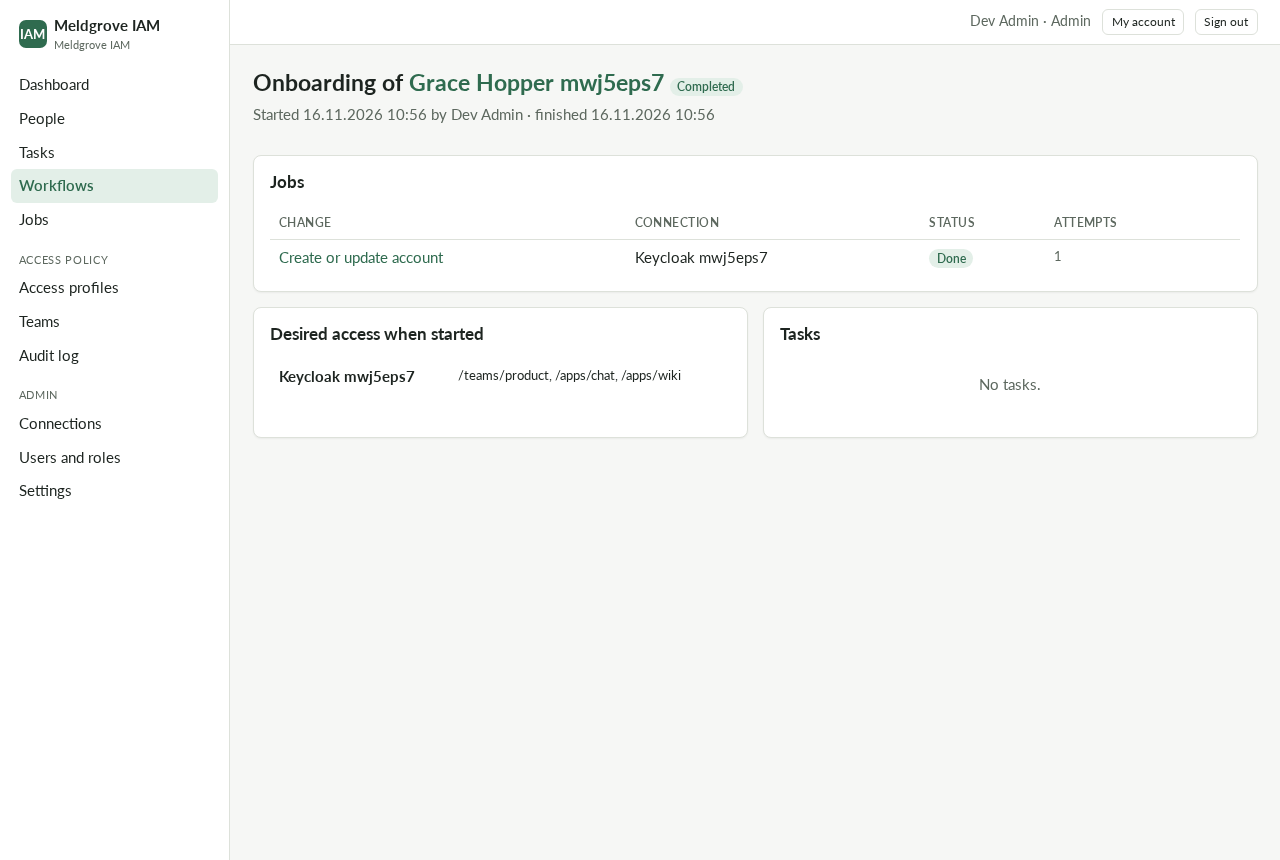 IAM
Meldgrove IAM
Meldgrove IAM
Dashboard
People
Tasks
Workflows
Jobs
ACCESS POLICY
Access profiles
Teams
Audit log
ADMIN
Connections
Users and roles
Settings
Dev Admin · Admin My account Sign out
Onboarding of Grace Hopper mwj5eps7 Completed
Started 16.11.2026 10:56 by Dev Admin · finished 16.11.2026 10:56
Jobs
CHANGE CONNECTION STATUS ATTEMPTS
Create or update account Keycloak mwj5eps7 Done 1
Desired access when started
Keycloak mwj5eps7 /teams/product, /apps/chat, /apps/wiki
Tasks
No tasks.